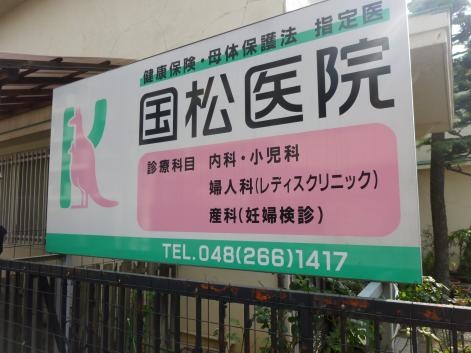 健康保険・母体保護法 指定医
K 国松医院
診療科目 内科・小児科
婦人科(レディスクリニック)
産科(妊婦検診)
TEL.048(266)1417